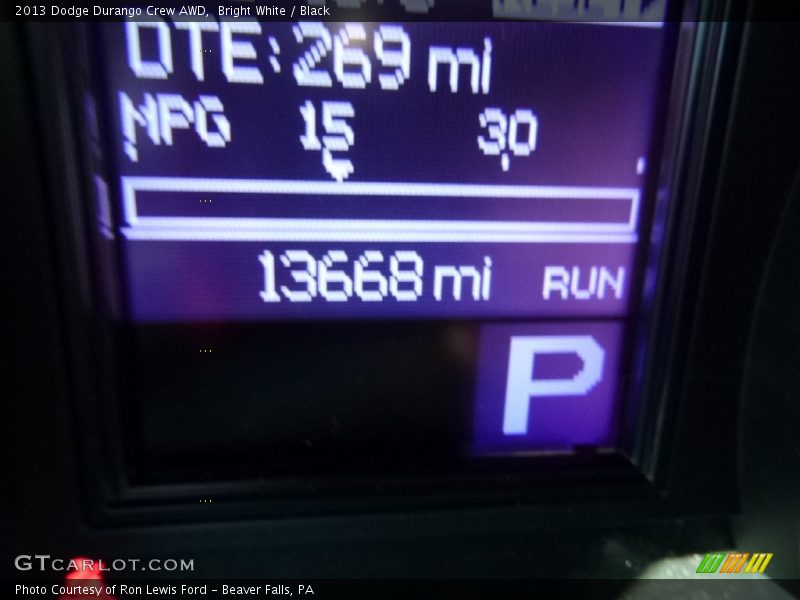 2013 Dodge Durango Crew AWD,  Bright White / Black
DTE: 269 mi
MPG 15 30
13668 mi RUN
P
GTCARLOT.COM
Photo Courtesy of Ron Lewis Ford - Beaver Falls, PA